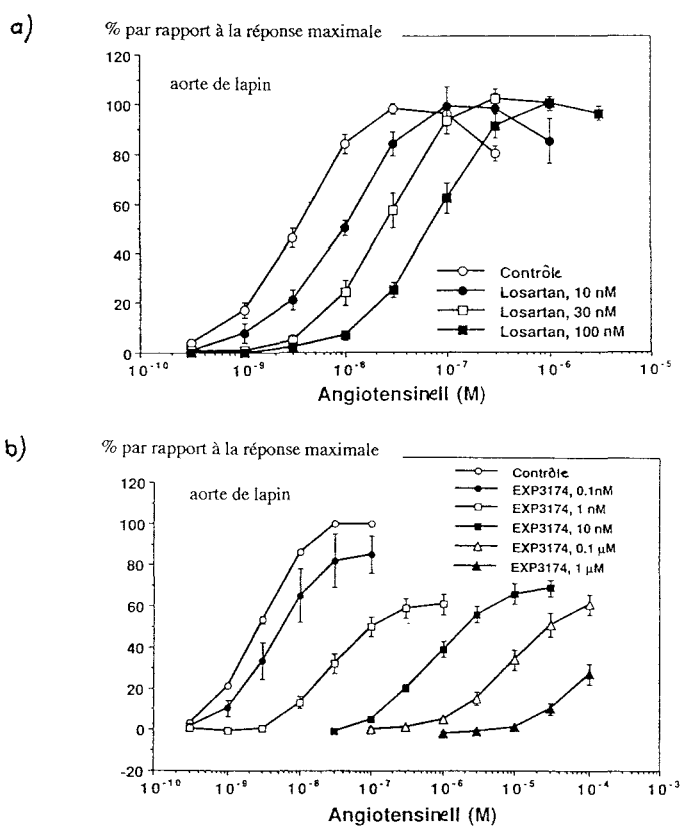 a)
% par rapport à la réponse maximale
120
aorte de lapin
100
80
60
40
20
0
Contrôle
Losartan, 10 nM
Losartan, 30 nM
Losartan, 100 nM
10⁻¹⁰ 10⁻⁹ 10⁻⁸ 10⁻⁷ 10⁻⁶ 10⁻⁵
AngiotensineII (M)
b)
% par rapport à la réponse maximale
120
aorte de lapin
100
80
60
40
20
0
-20
Contrôle
EXP3174, 0.1nM
EXP3174, 1 nM
EXP3174, 10 nM
EXP3174, 0.1 µM
EXP3174, 1 µM
10⁻¹⁰ 10⁻⁹ 10⁻⁸ 10⁻⁷ 10⁻⁶ 10⁻⁵ 10⁻⁴ 10⁻³
AngiotensineII (M)